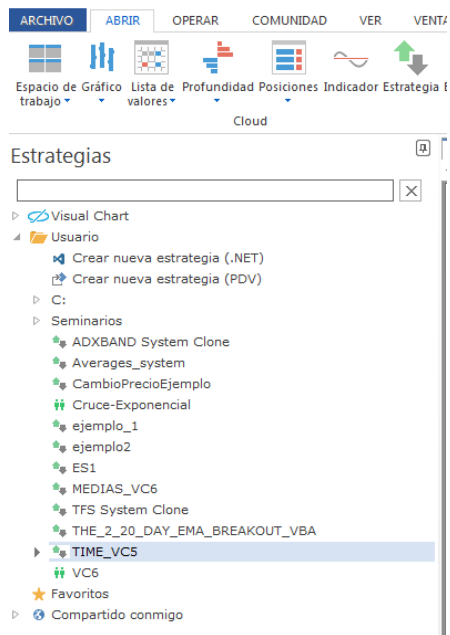 ARCHIVO ABRIR OPERAR COMUNIDAD VER
Espacio de trabajo Gráfico Lista de valores Profundidad Posiciones Indicador Estrategia
Cloud
Estrategias
Visual Chart
Usuario
Crear nueva estrategia (.NET)
Crear nueva estrategia (PDV)
C:
Seminarios
ADXBAND System Clone
Averages_system
CambioPrecioEjemplo
Cruce-Exponencial
ejemplo_1
ejemplo2
ES1
MEDIAS_VC6
TFS System Clone
THE_2_20_DAY_EMA_BREAKOUT_VBA
TIME_VC5
VC6
Favoritos
Compartido conmigo